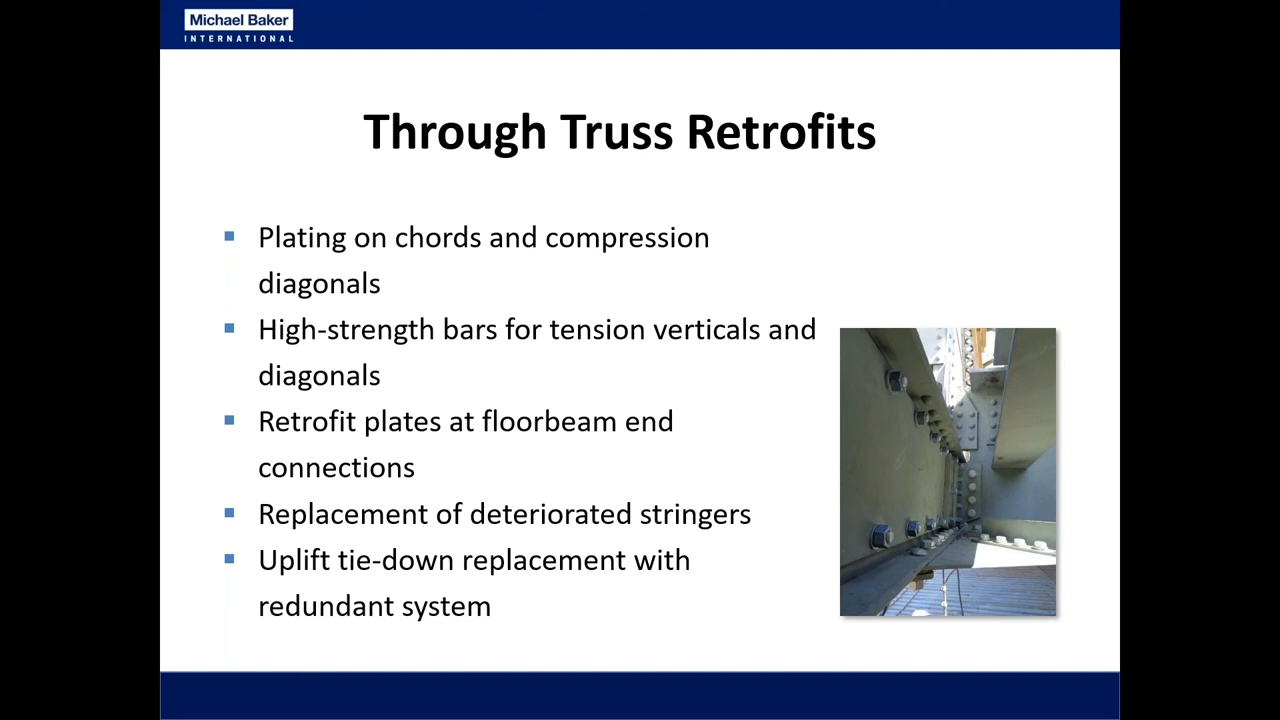 Michael Baker
INTERNATIONAL
Through Truss Retrofits
Plating on chords and compression
diagonals
High-strength bars for tension verticals and
diagonals
Retrofit plates at floorbeam end
connections
Replacement of deteriorated stringers
Uplift tie-down replacement with
redundant system